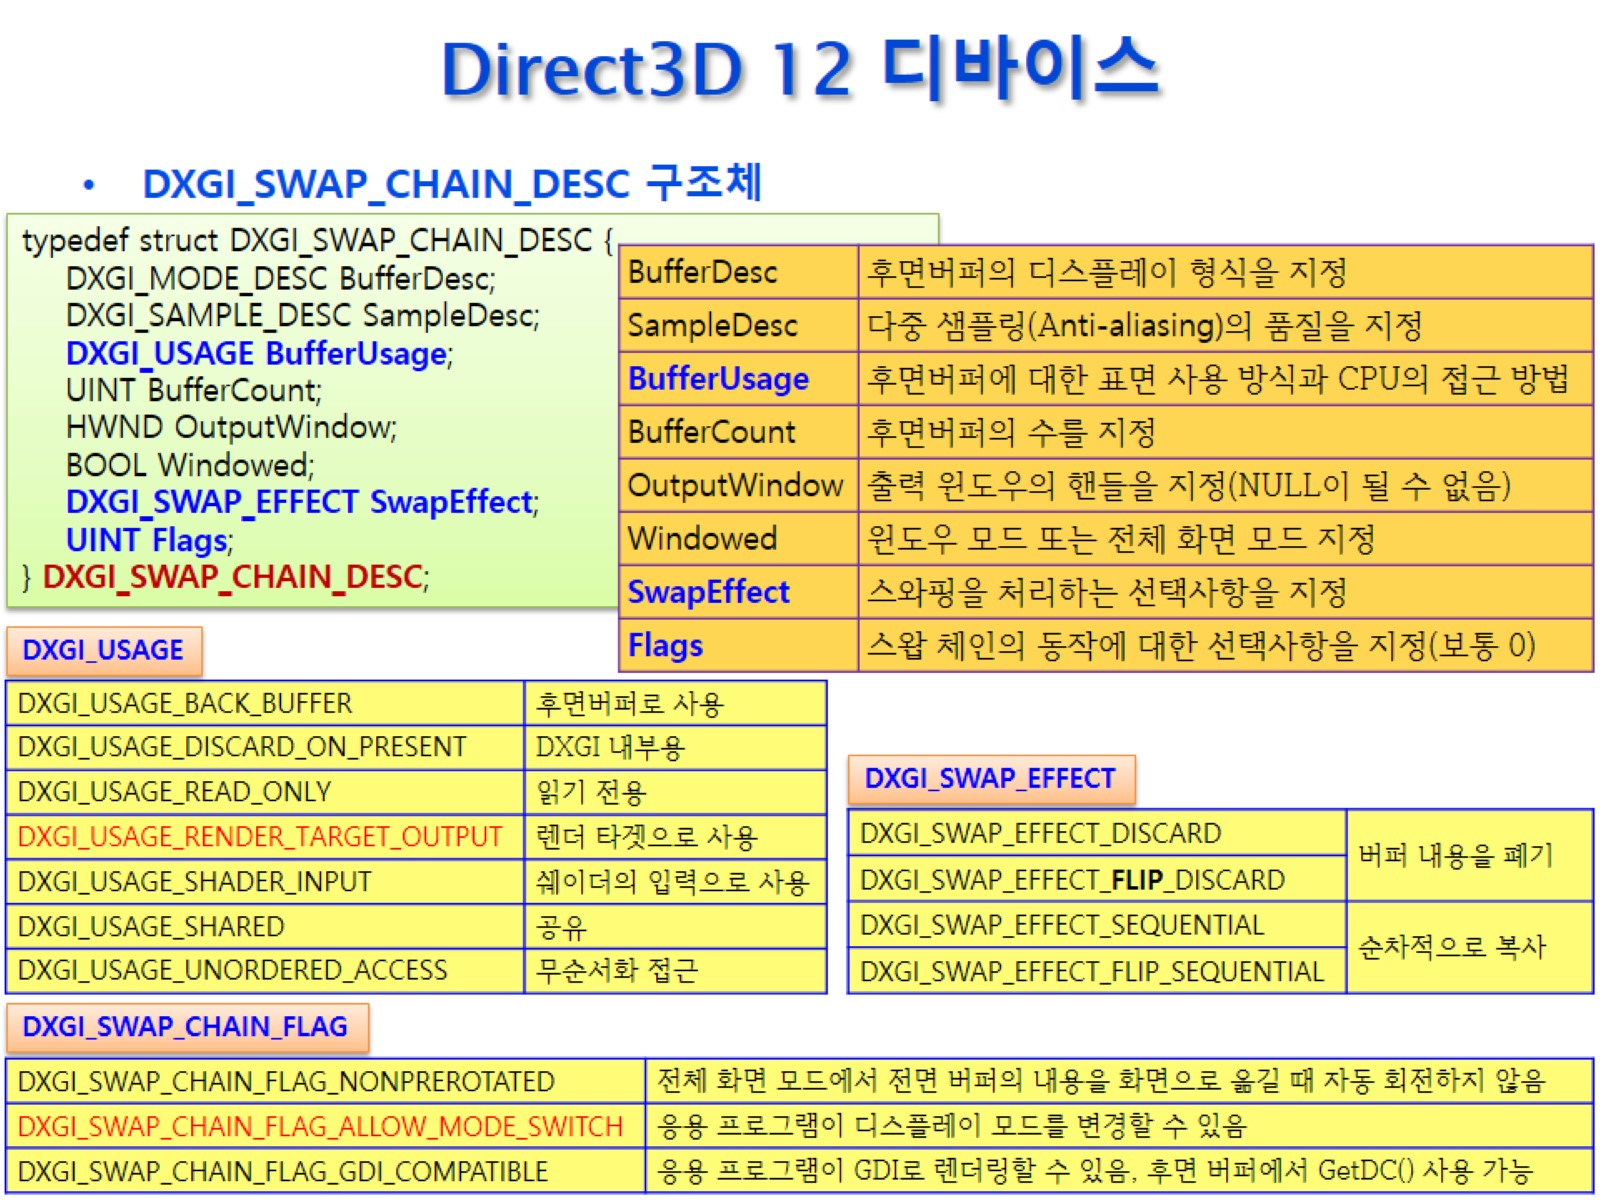 Direct3D 12 디바이스
• DXGI_SWAP_CHAIN_DESC 구조체
typedef struct DXGI_SWAP_CHAIN_DESC {
DXGI_MODE_DESC BufferDesc;
DXGI_SAMPLE_DESC SampleDesc;
DXGI_USAGE BufferUsage;
UINT BufferCount;
HWND OutputWindow;
BOOL Windowed;
DXGI_SWAP_EFFECT SwapEffect;
UINT Flags;
} DXGI_SWAP_CHAIN_DESC;
BufferDesc 후면버퍼의 디스플레이 형식을 지정
SampleDesc 다중 샘플링(Anti-aliasing)의 품질을 지정
BufferUsage 후면버퍼에 대한 표면 사용 방식과 CPU의 접근 방법
BufferCount 후면버퍼의 수를 지정
OutputWindow 출력 윈도우의 핸들을 지정(NULL이 될 수 없음)
Windowed 윈도우 모드 또는 전체 화면 모드 지정
SwapEffect 스와핑을 처리하는 선택사항을 지정
Flags 스왑 체인의 동작에 대한 선택사항을 지정(보통 0)
DXGI_USAGE
DXGI_USAGE_BACK_BUFFER 후면버퍼로 사용
DXGI_USAGE_DISCARD_ON_PRESENT DXGI 내부용
DXGI_USAGE_READ_ONLY 읽기 전용
DXGI_USAGE_RENDER_TARGET_OUTPUT 렌더 타겟으로 사용
DXGI_USAGE_SHADER_INPUT 쉐이더의 입력으로 사용
DXGI_USAGE_SHARED 공유
DXGI_USAGE_UNORDERED_ACCESS 무순서화 접근
DXGI_SWAP_EFFECT
DXGI_SWAP_EFFECT_DISCARD
버퍼 내용을 폐기
DXGI_SWAP_EFFECT_FLIP_DISCARD
DXGI_SWAP_EFFECT_SEQUENTIAL
순차적으로 복사
DXGI_SWAP_EFFECT_FLIP_SEQUENTIAL
DXGI_SWAP_CHAIN_FLAG
DXGI_SWAP_CHAIN_FLAG_NONPREROTATED 전체 화면 모드에서 전면 버퍼의 내용을 화면으로 옮길 때 자동 회전하지 않음
DXGI_SWAP_CHAIN_FLAG_ALLOW_MODE_SWITCH 응용 프로그램이 디스플레이 모드를 변경할 수 있음
DXGI_SWAP_CHAIN_FLAG_GDI_COMPATIBLE 응용 프로그램이 GDI로 렌더링할 수 있음, 후면 버퍼에서 GetDC() 사용 가능